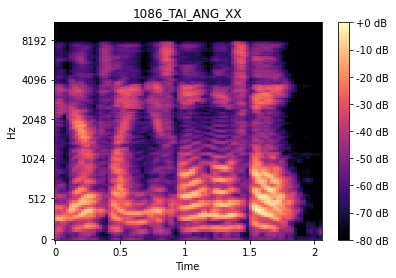 1086_TAI_ANG_XX
+0 dB
8192
-10 dB
4096
-20 dB
-30 dB
2048
-40 dB
Hz
1024
-50 dB
512
-60 dB
-70 dB
0
-80 dB
0
0.5
1
1.5
2
Time